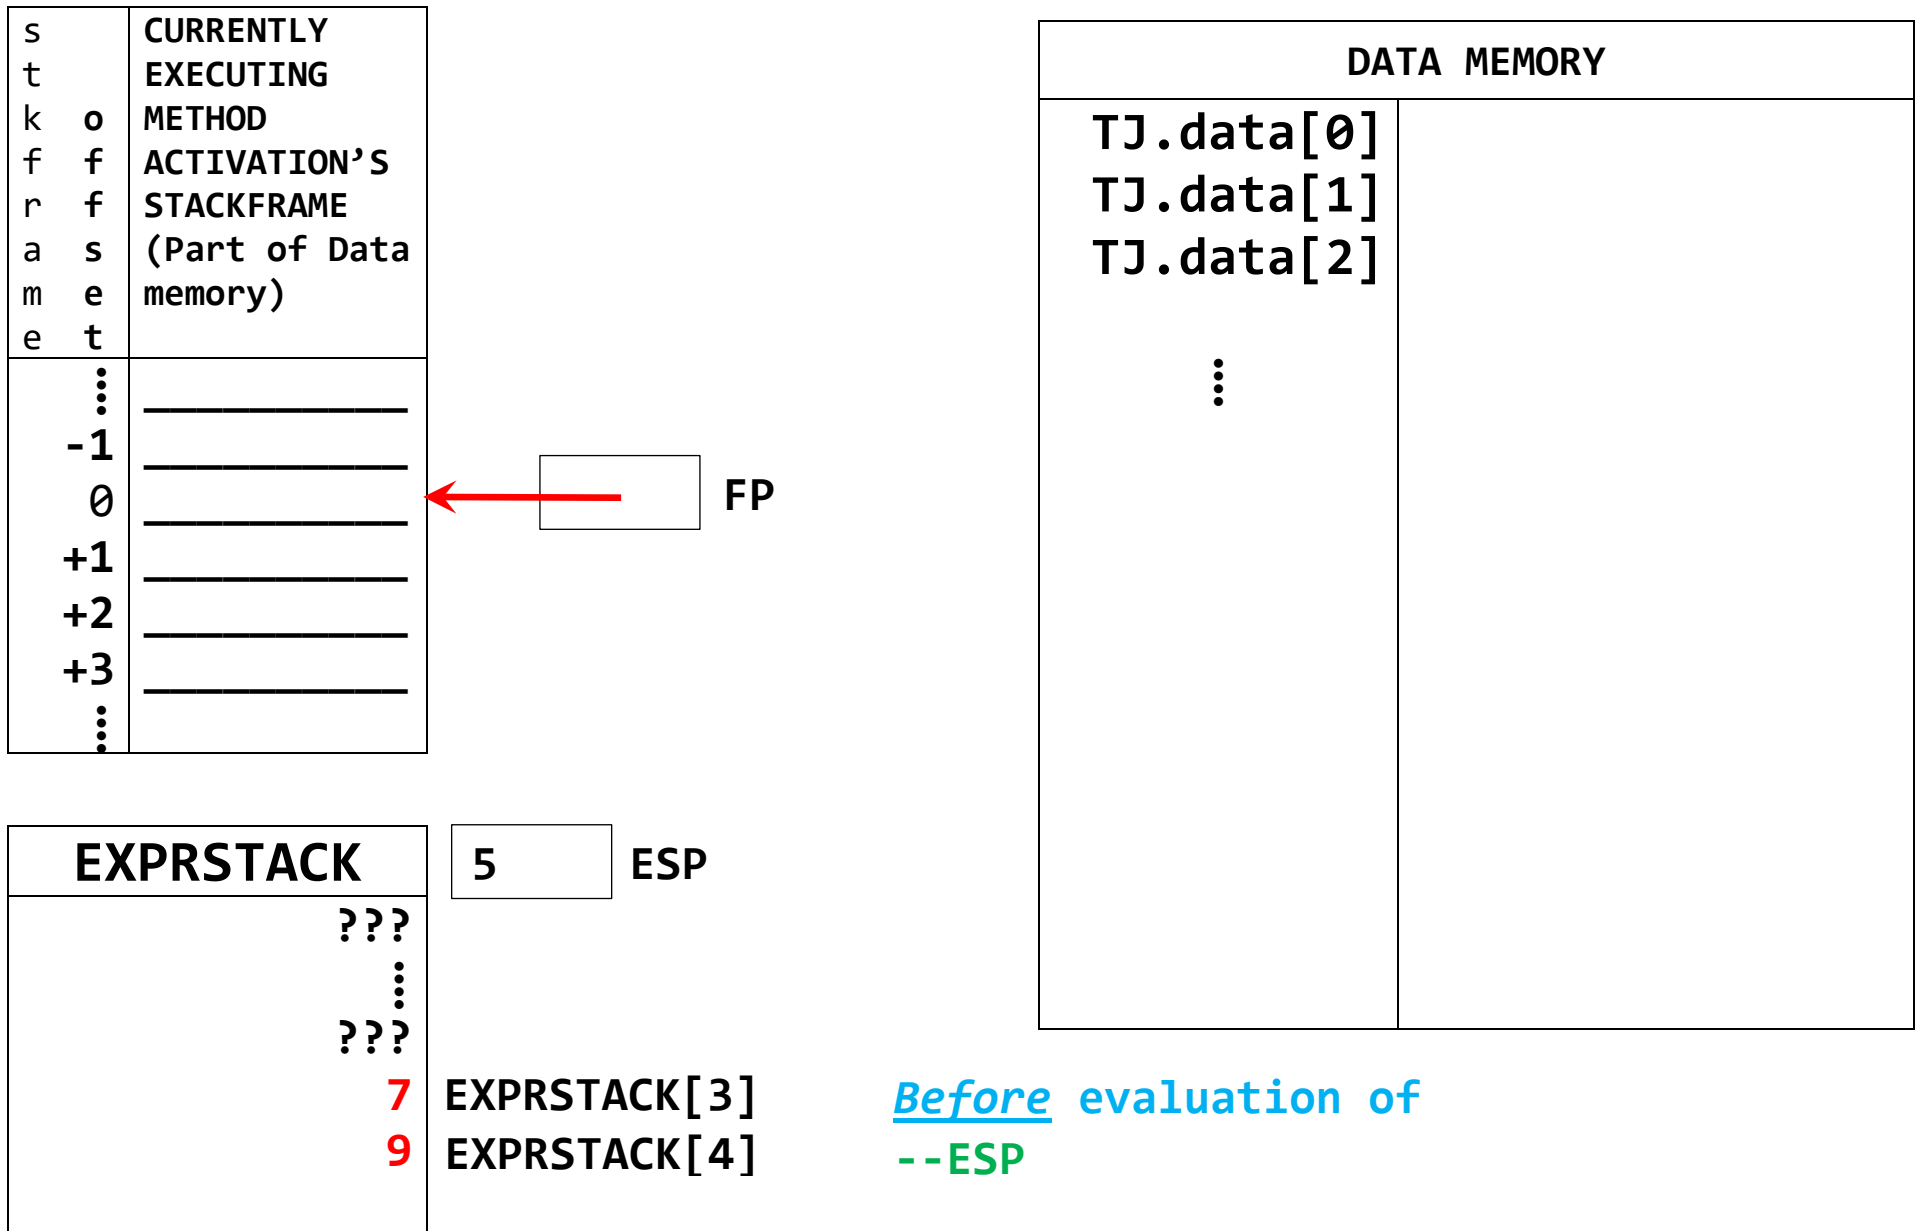 s CURRENTLY
t EXECUTING
k o METHOD
f f ACTIVATION’S
r f STACKFRAME
a s (Part of Data
m e memory)
e t
-1
0
+1
+2
+3
FP
DATA MEMORY
TJ.data[0]
TJ.data[1]
TJ.data[2]
EXPRSTACK
5 ESP
???
???
7 EXPRSTACK[3]
9 EXPRSTACK[4]
Before evaluation of
--ESP